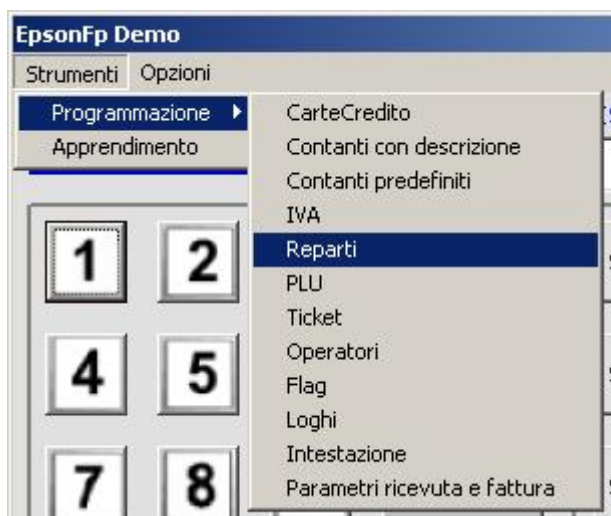 EpsonFp Demo
Strumenti Opzioni
Programmazione
Apprendimento
CarteCredito
Contanti con descrizione
Contanti predefiniti
IVA
Reparti
PLU
Ticket
Operatori
Flag
Loghi
Intestazione
Parametri ricevuta e fattura
1 2
4 5
7 8